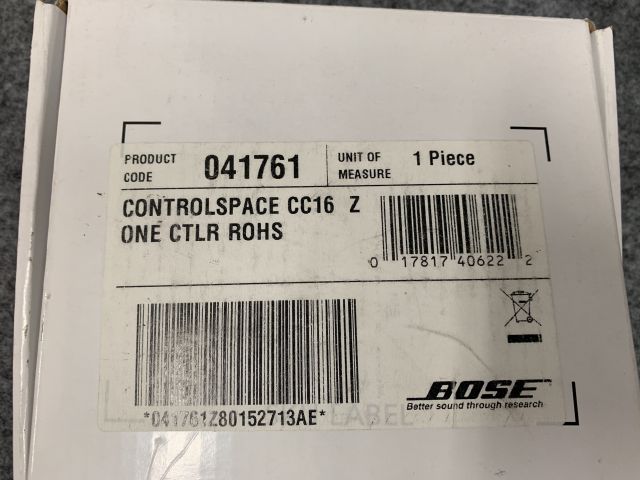 PRODUCT CODE 041761 UNIT OF MEASURE 1 Piece
CONTROLSPACE CC16 Z
ONE CTLR ROHS
0 17817 40622 2
*041761Z80152713AE*
LABEL
BOSE
Better sound through research